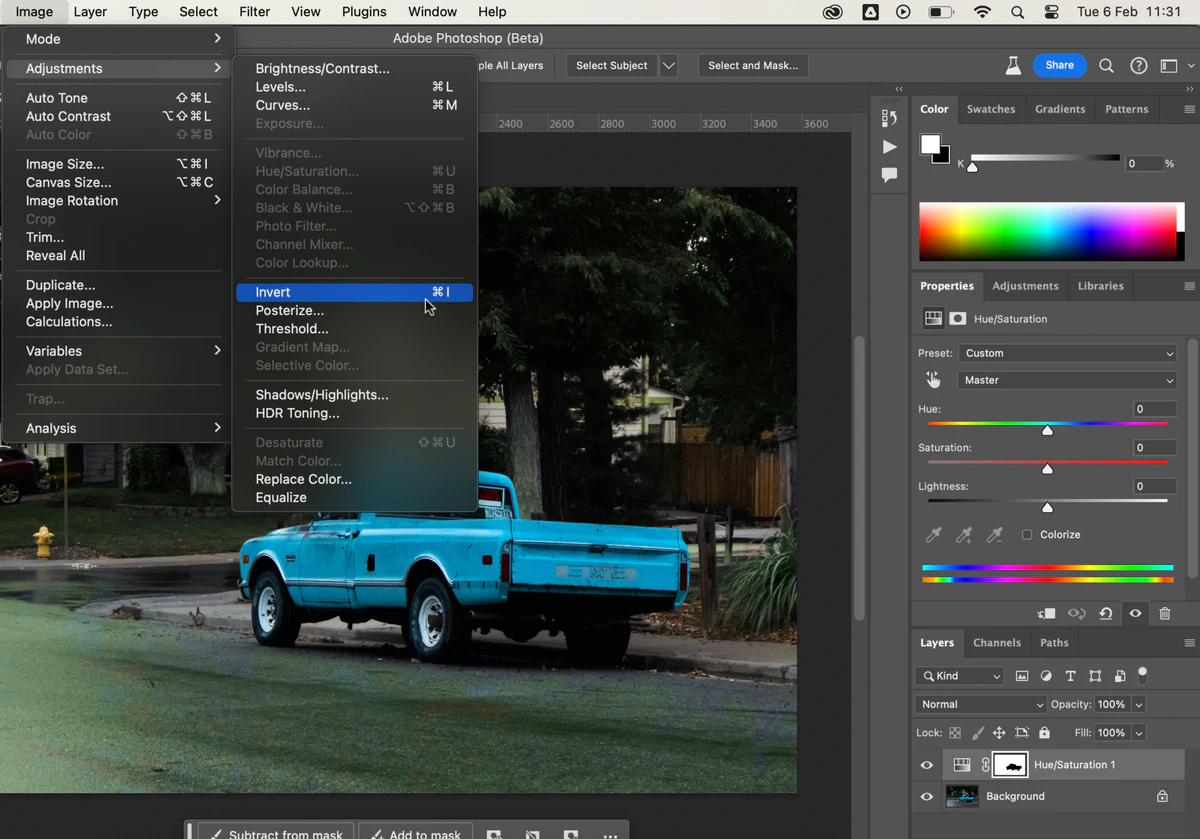 Image Layer Type Select Filter View Plugins Window Help Tue 6 Feb 11:31
Adobe Photoshop (Beta)
ple All Layers Select Subject Select and Mask... Share
Mode
Adjustments
Auto Tone ⇧⌘L
Auto Contrast ⌥⇧⌘L
Auto Color ⇧⌘B
Image Size... ⌥⌘I
Canvas Size... ⌥⌘C
Image Rotation
Crop
Trim...
Reveal All
Duplicate...
Apply Image...
Calculations...
Variables
Apply Data Set...
Trap...
Analysis
Brightness/Contrast...
Levels... ⌘L
Curves... ⌘M
Exposure...
Vibrance...
Hue/Saturation... ⌘U
Color Balance... ⌘B
Black & White... ⌥⇧⌘B
Photo Filter...
Channel Mixer...
Color Lookup...
Invert ⌘I
Posterize...
Threshold...
Gradient Map...
Selective Color...
Shadows/Highlights...
HDR Toning...
Desaturate ⇧⌘U
Match Color...
Replace Color...
Equalize
2400 2600 2800 3000 3200 3400 3600
Color Swatches Gradients Patterns
K 0 %
Properties Adjustments Libraries
Hue/Saturation
Preset: Custom
Master
Hue: 0
Saturation: 0
Lightness: 0
Colorize
Layers Channels Paths
Kind
Normal Opacity: 100%
Lock: Fill: 100%
Hue/Saturation 1
Background
Subtract from mask Add to mask